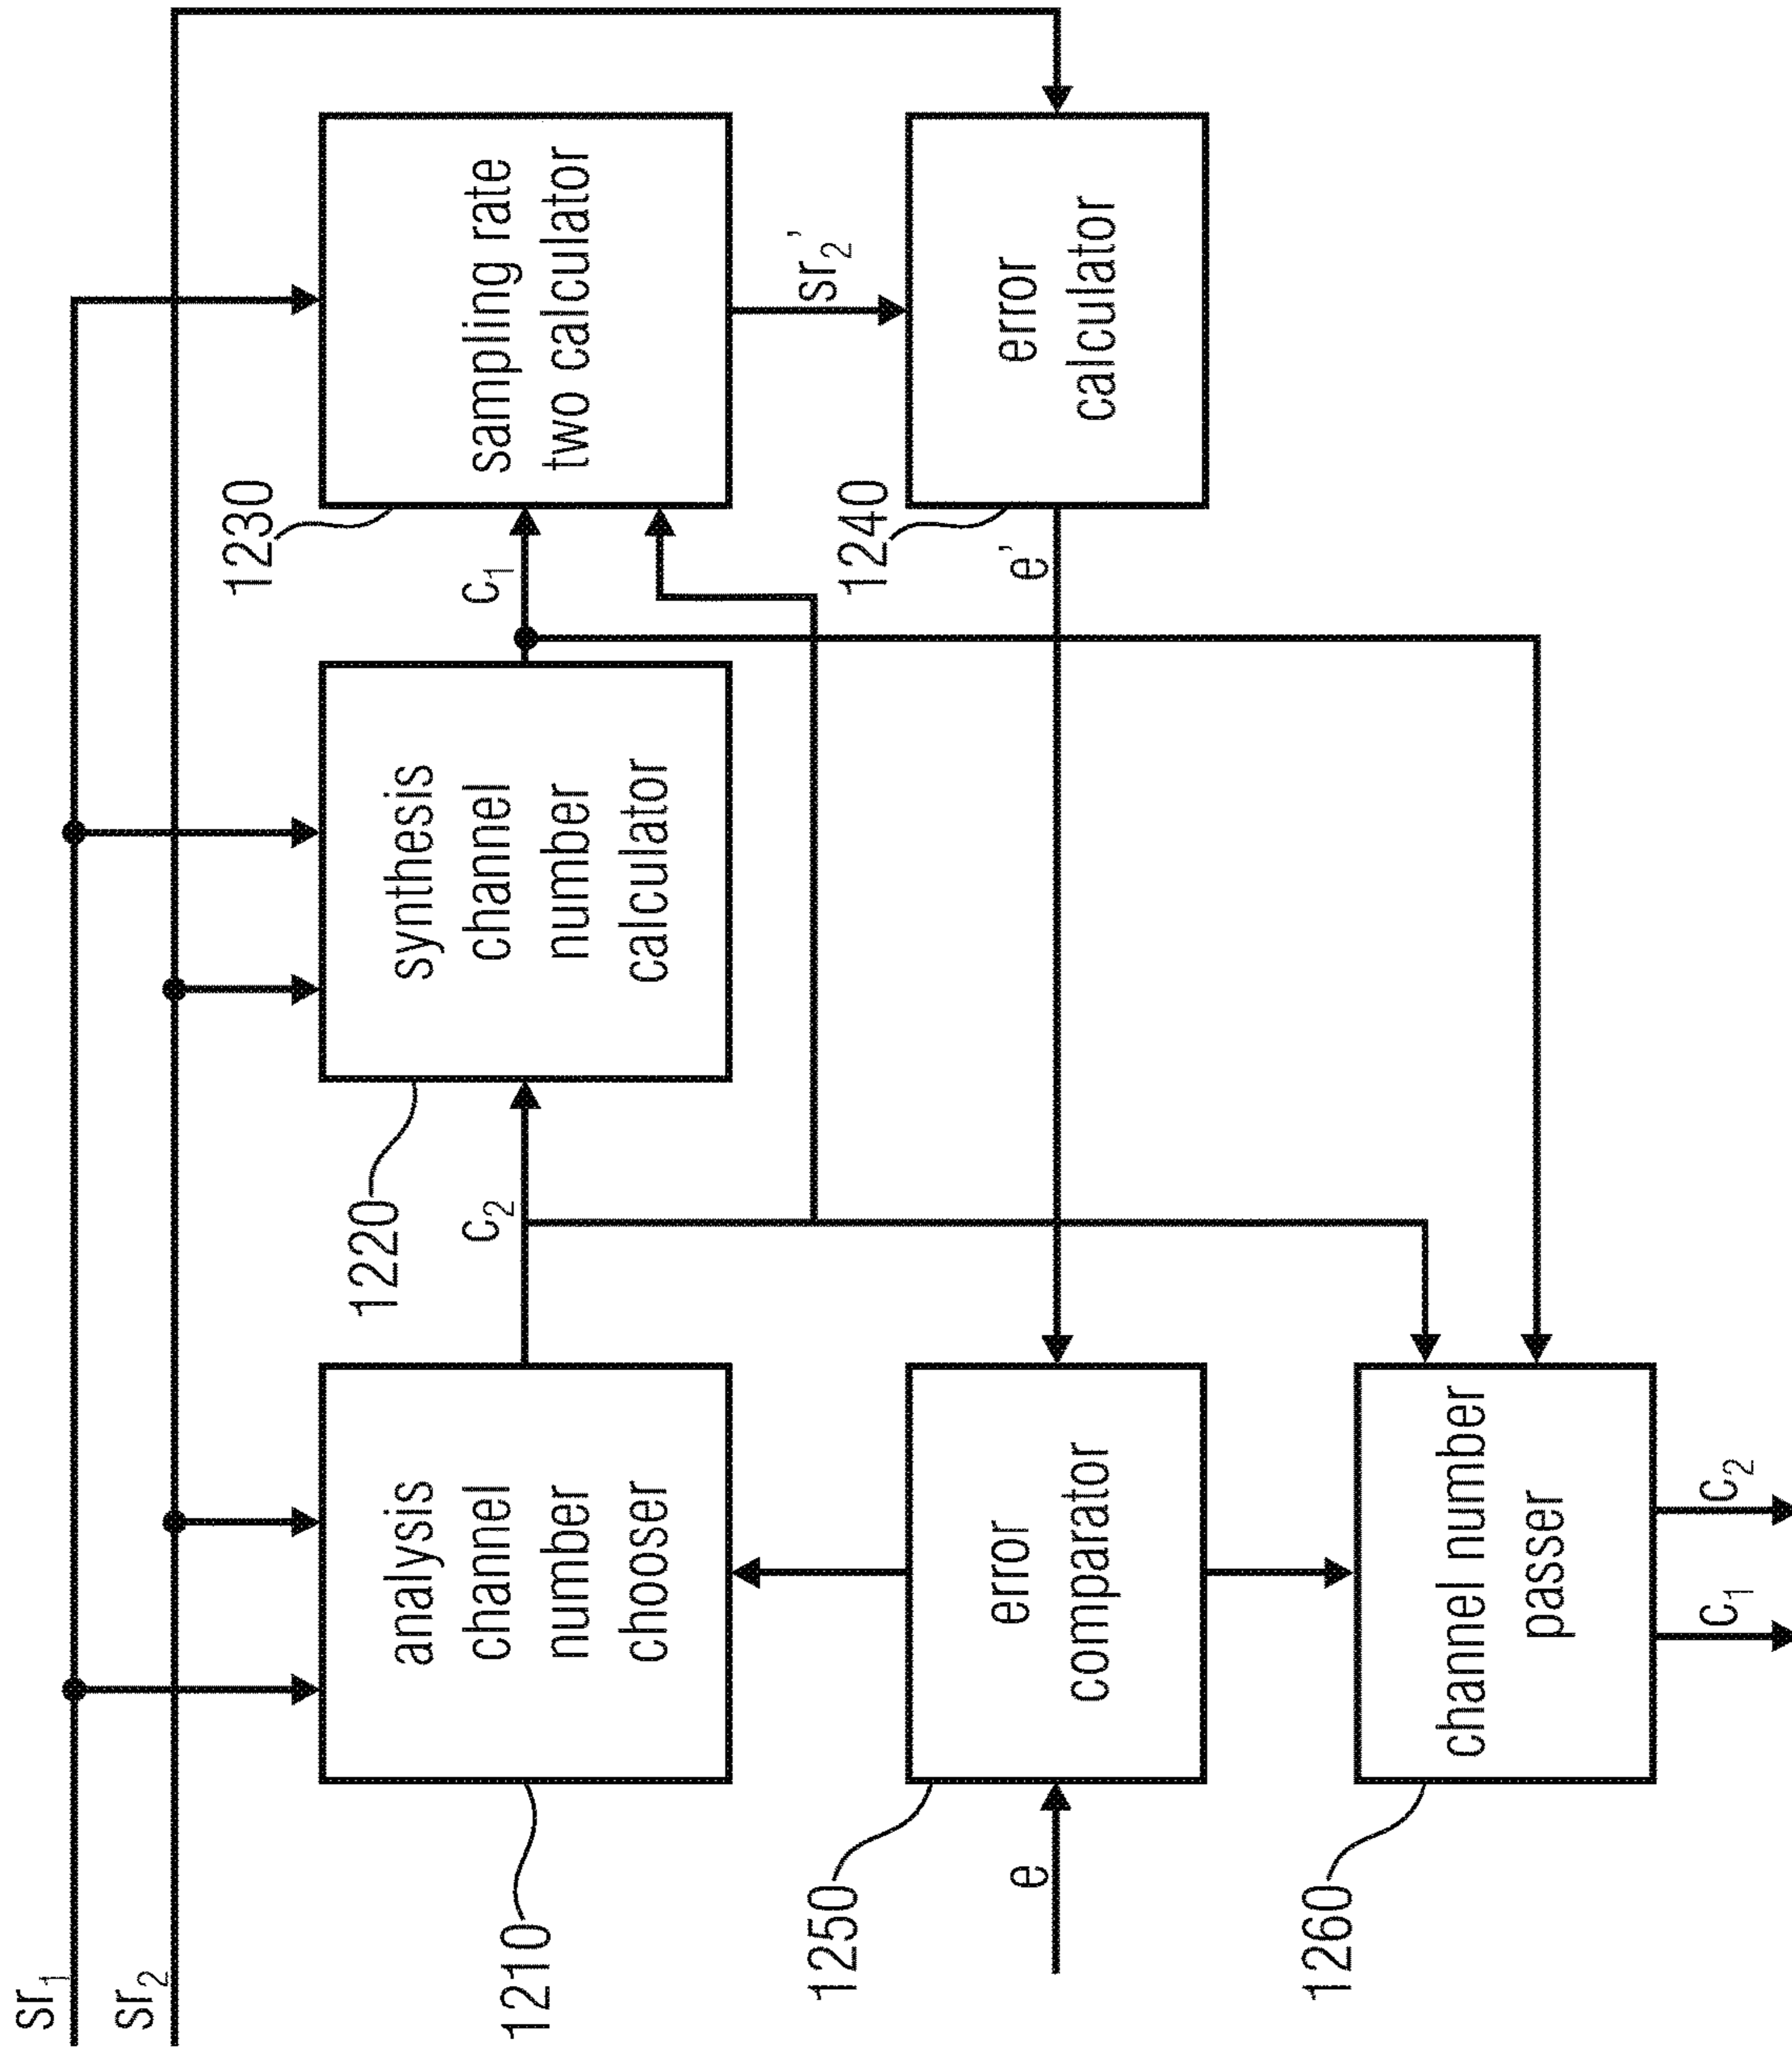 sr₁
sr₂
1210
analysis
channel
number
chooser
c₂
1220
synthesis
channel
number
calculator
c₁
1230
sampling rate
two calculator
sr₂'
1240
error
calculator
e'
e
1250
error
comparator
1260
channel number
passer
c₁
c₂